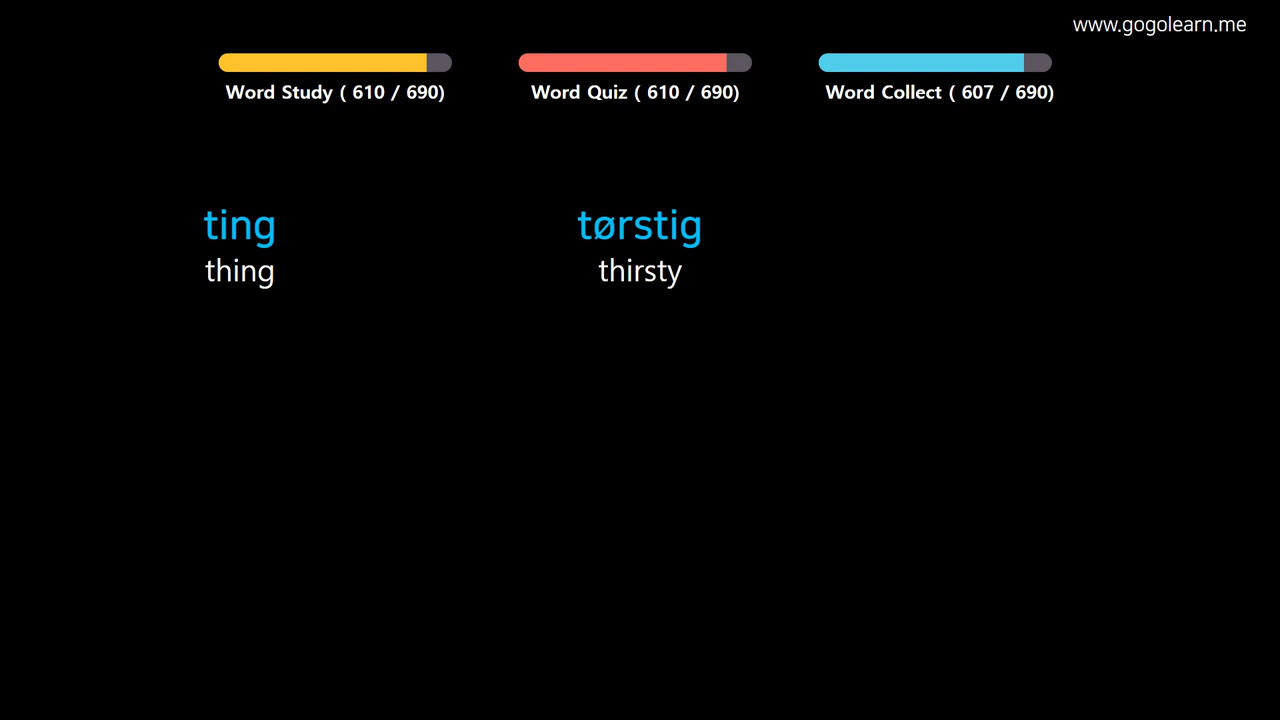 www.gogolearn.me
Word Study ( 610 / 690)
Word Quiz ( 610 / 690)
Word Collect ( 607 / 690)
ting
thing
tørstig
thirsty